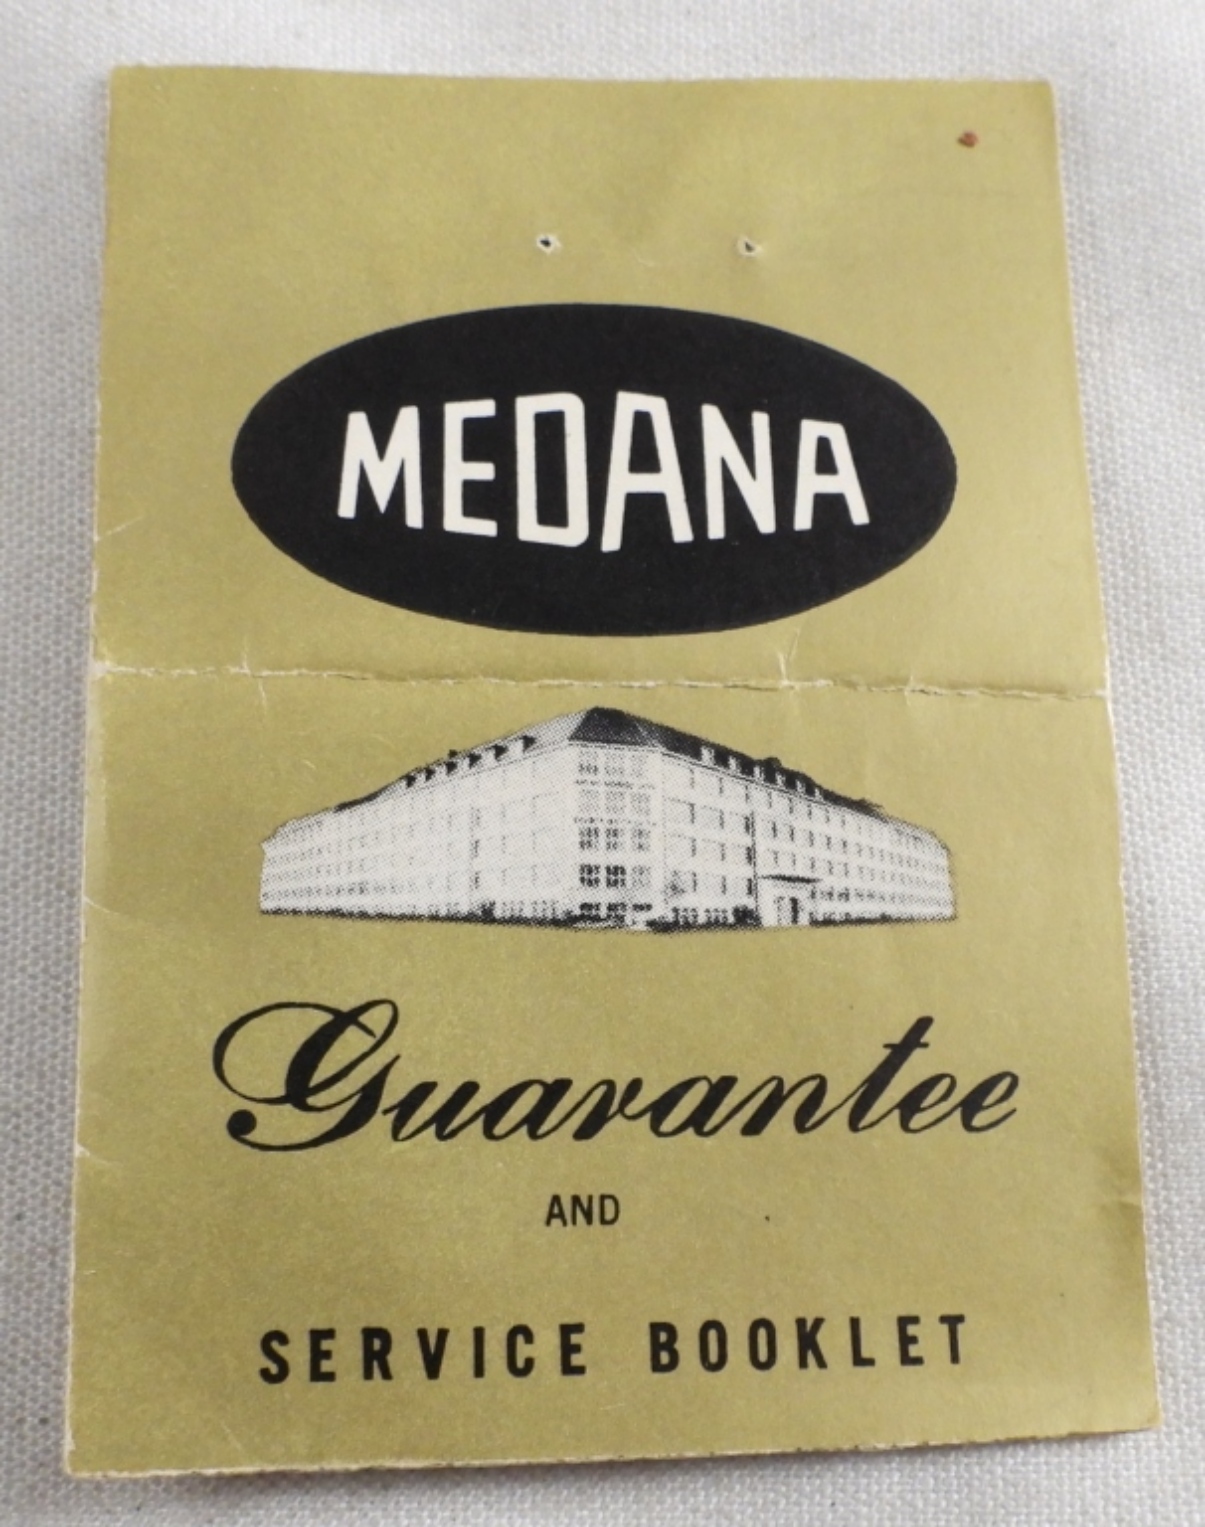 MEDANA
Guarantee
AND
SERVICE BOOKLET